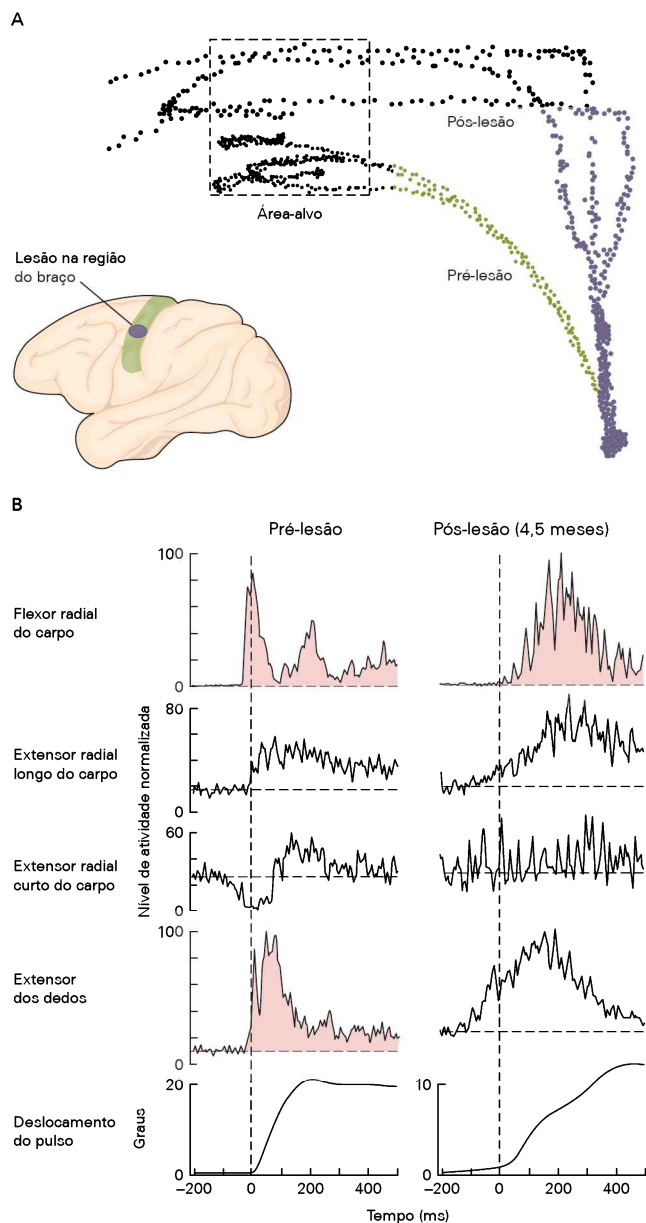 A
Pós-lesão
Área-alvo
Lesão na região
do braço
Pré-lesão
B
Pré-lesão
Pós-lesão (4,5 meses)
Nível de atividade normalizada
Flexor radial
do carpo
100
0
Extensor radial
longo do carpo
80
0
Extensor radial
curto do carpo
60
0
Extensor
dos dedos
100
0
Deslocamento
do pulso
Graus
20
0
10
0
−200
0
200
400
−200
0
200
400
Tempo (ms)